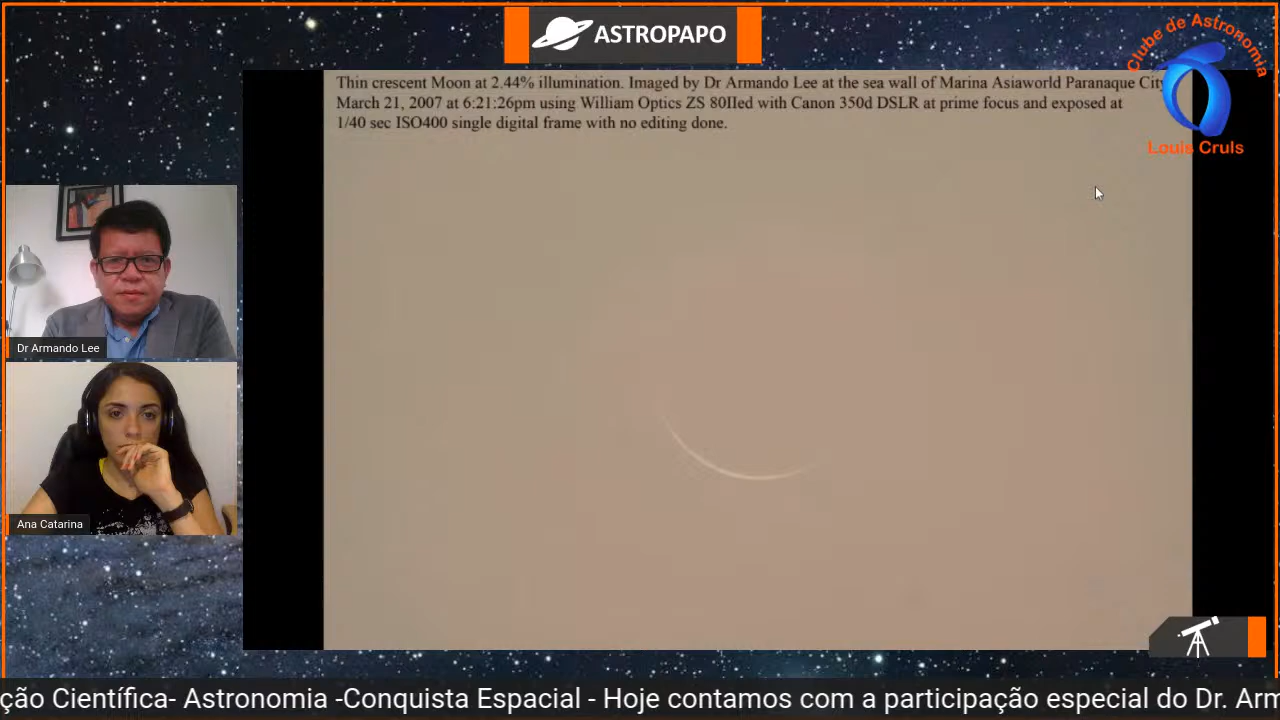 ASTROPAPO
Clube de Astronomia
Louis Cruls
Thin crescent Moon at 2.44% illumination. Imaged by Dr Armando Lee at the sea wall of Marina Asiaworld Paranaque City
March 21, 2007 at 6:21:26pm using William Optics ZS 80IIed with Canon 350d DSLR at prime focus and exposed at
1/40 sec ISO400 single digital frame with no editing done.
Dr Armando Lee
Ana Catarina
ção Científica- Astronomia -Conquista Espacial - Hoje contamos com a participação especial do Dr. Arm